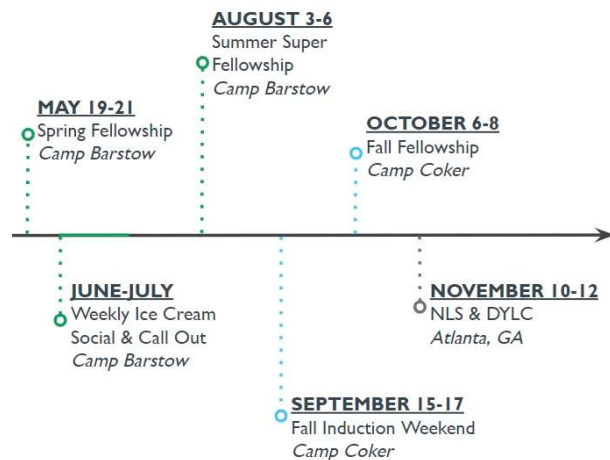 AUGUST 3-6
Summer Super
Fellowship
Camp Barstow
MAY 19-21
Spring Fellowship
Camp Barstow
OCTOBER 6-8
Fall Fellowship
Camp Coker
JUNE-JULY
Weekly Ice Cream
Social & Call Out
Camp Barstow
NOVEMBER 10-12
NLS & DYLC
Atlanta, GA
SEPTEMBER 15-17
Fall Induction Weekend
Camp Coker